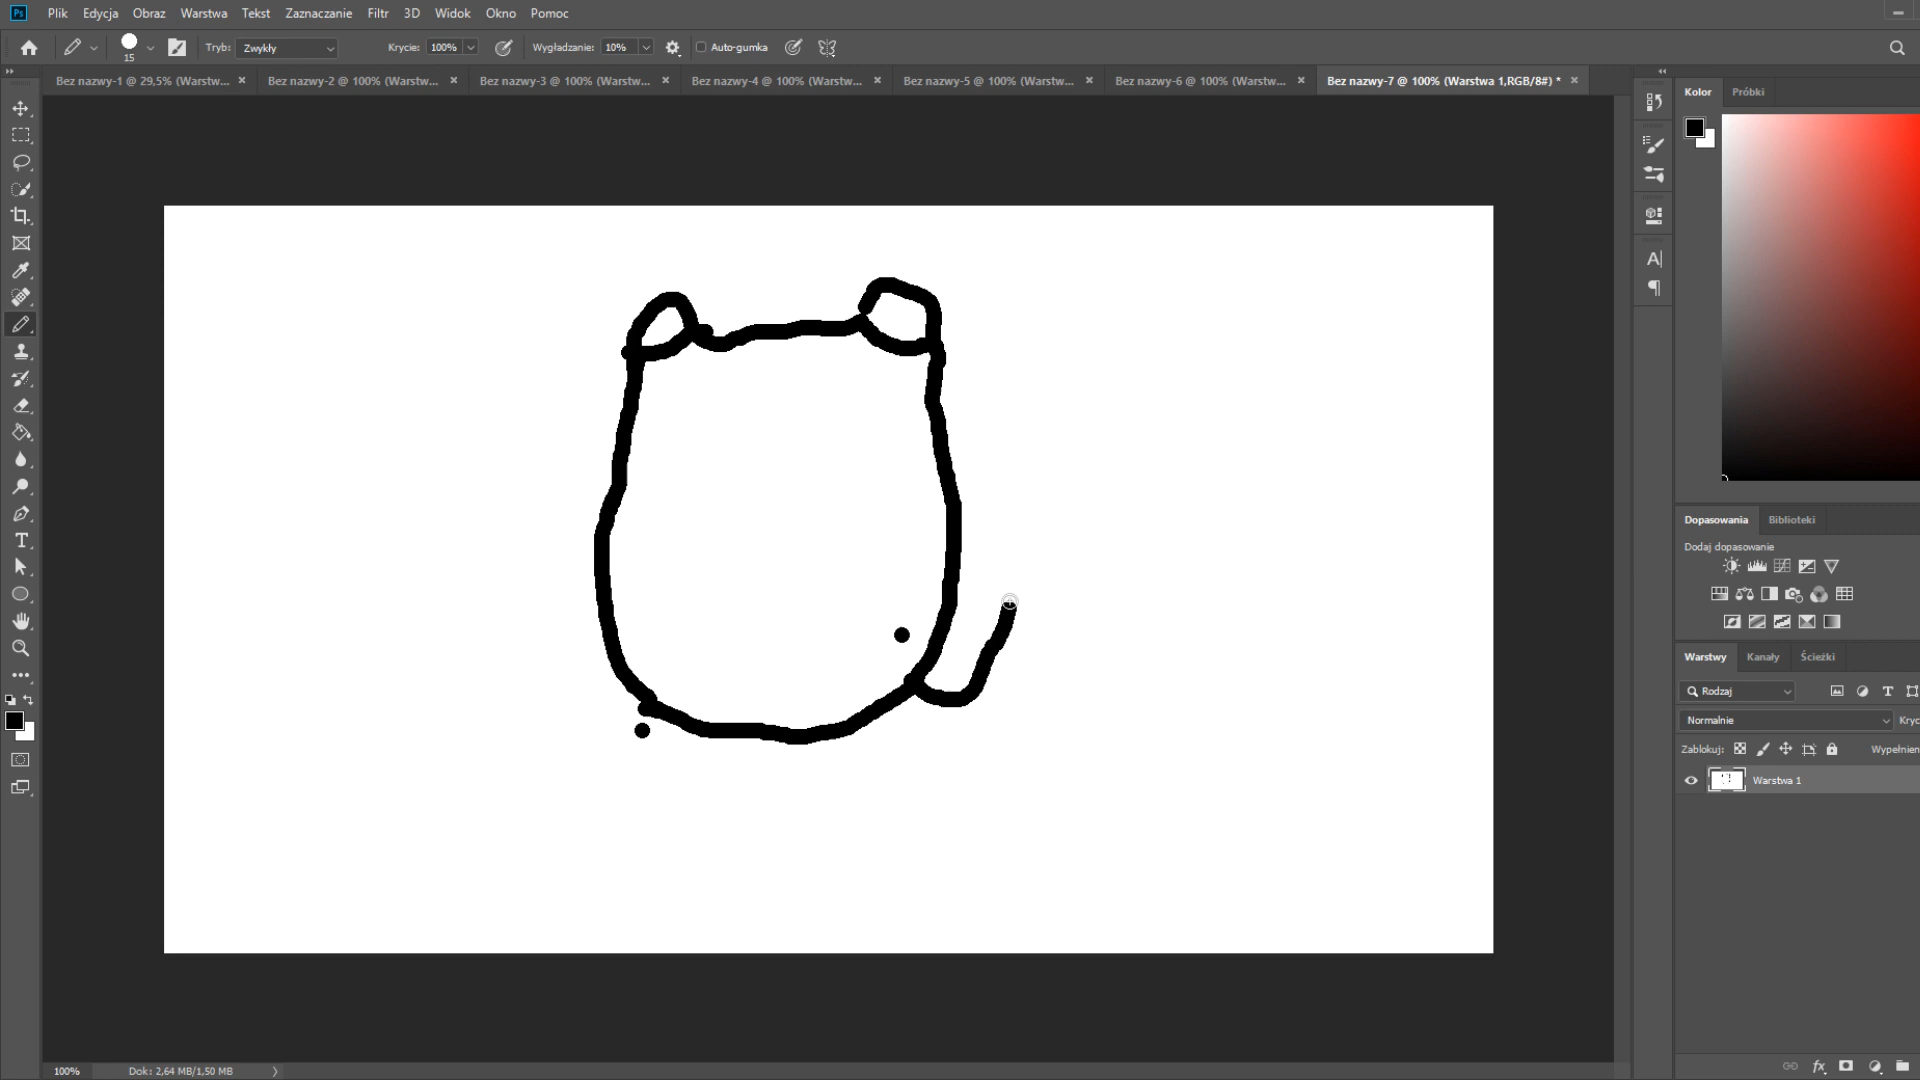 Ps Plik Edycja Obraz Warstwa Tekst Zaznaczanie Filtr 3D Widok Okno Pomoc
15 Tryb: Zwykły Krycie: 100% Wygładzanie: 10% Auto-gumka
Bez nazwy-1 @ 29,5% (Warstw... × Bez nazwy-2 @ 100% (Warstw... × Bez nazwy-3 @ 100% (Warstw... × Bez nazwy-4 @ 100% (Warstw... × Bez nazwy-5 @ 100% (Warstw... × Bez nazwy-6 @ 100% (Warstw... × Bez nazwy-7 @ 100% (Warstwa 1,RGB/8#) * ×
Kolor Próbki
Dopasowania Biblioteki
Dodaj dopasowanie
Warstwy Kanały Ścieżki
Rodzaj
Normalnie Kryc
Zablokuj: Wypełnien
Warstwa 1
100% Dok: 2,64 MB/1,50 MB